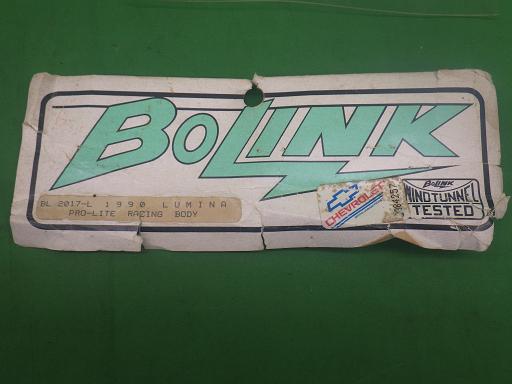 BOLINK
BL 2017-L 1990 LUMINA
PRO-LITE RACING BODY
CHEVROLET
BOLINK
WINDTUNNEL
TESTED